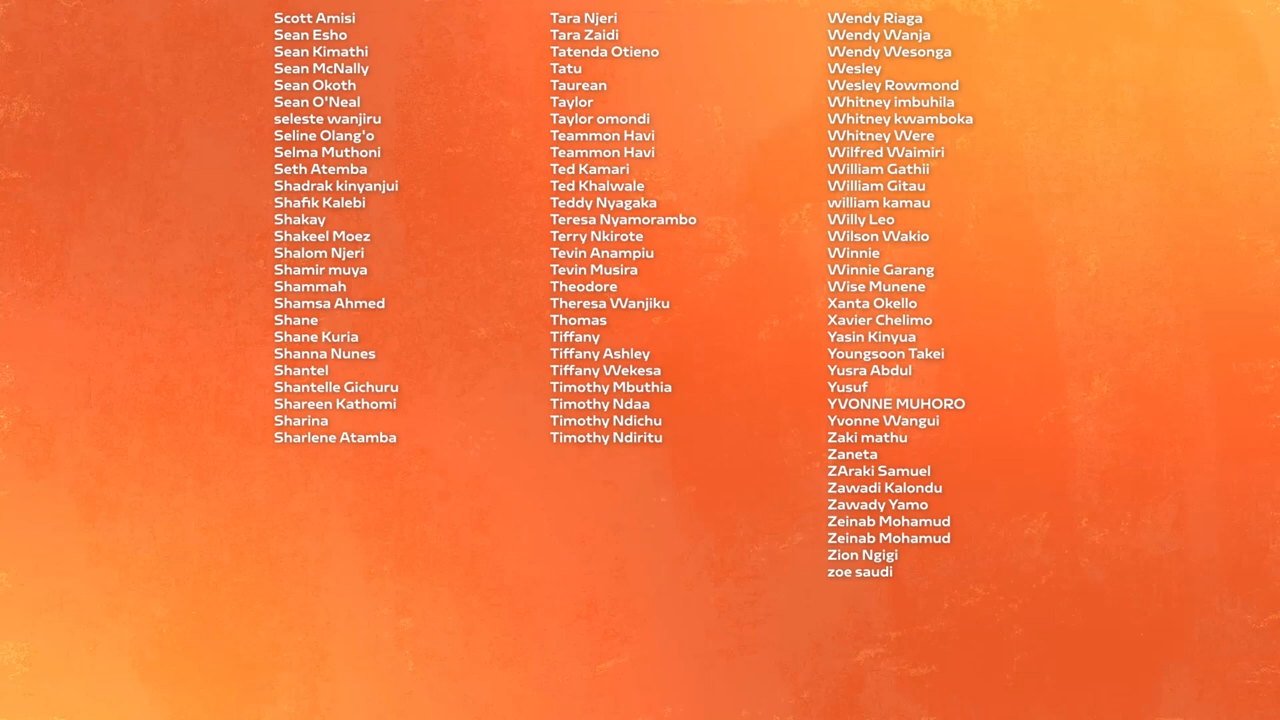 Scott Amisi
Sean Esho
Sean Kimathi
Sean McNally
Sean Okoth
Sean O'Neal
seleste wanjiru
Seline Olang'o
Selma Muthoni
Seth Atemba
Shadrak kinyanjui
Shafik Kalebi
Shakay
Shakeel Moez
Shalom Njeri
Shamir muya
Shammah
Shamsa Ahmed
Shane
Shane Kuria
Shanna Nunes
Shantel
Shantelle Gichuru
Shareen Kathomi
Sharina
Sharlene Atamba
Tara Njeri
Tara Zaidi
Tatenda Otieno
Tatu
Taurean
Taylor
Taylor omondi
Teammon Havi
Teammon Havi
Ted Kamari
Ted Khalwale
Teddy Nyagaka
Teresa Nyamorambo
Terry Nkirote
Tevin Anampiu
Tevin Musira
Theodore
Theresa Wanjiku
Thomas
Tiffany
Tiffany Ashley
Tiffany Wekesa
Timothy Mbuthia
Timothy Ndaa
Timothy Ndichu
Timothy Ndiritu
Wendy Riaga
Wendy Wanja
Wendy Wesonga
Wesley
Wesley Rowmond
Whitney imbuhila
Whitney kwamboka
Whitney Were
Wilfred Waimiri
William Gathii
William Gitau
william kamau
Willy Leo
Wilson Wakio
Winnie
Winnie Garang
Wise Munene
Xanta Okello
Xavier Chelimo
Yasin Kinyua
Youngsoon Takei
Yusra Abdul
Yusuf
YVONNE MUHORO
Yvonne Wangui
Zaki mathu
Zaneta
ZAraki Samuel
Zawadi Kalondu
Zawady Yamo
Zeinab Mohamud
Zeinab Mohamud
Zion Ngigi
zoe saudi